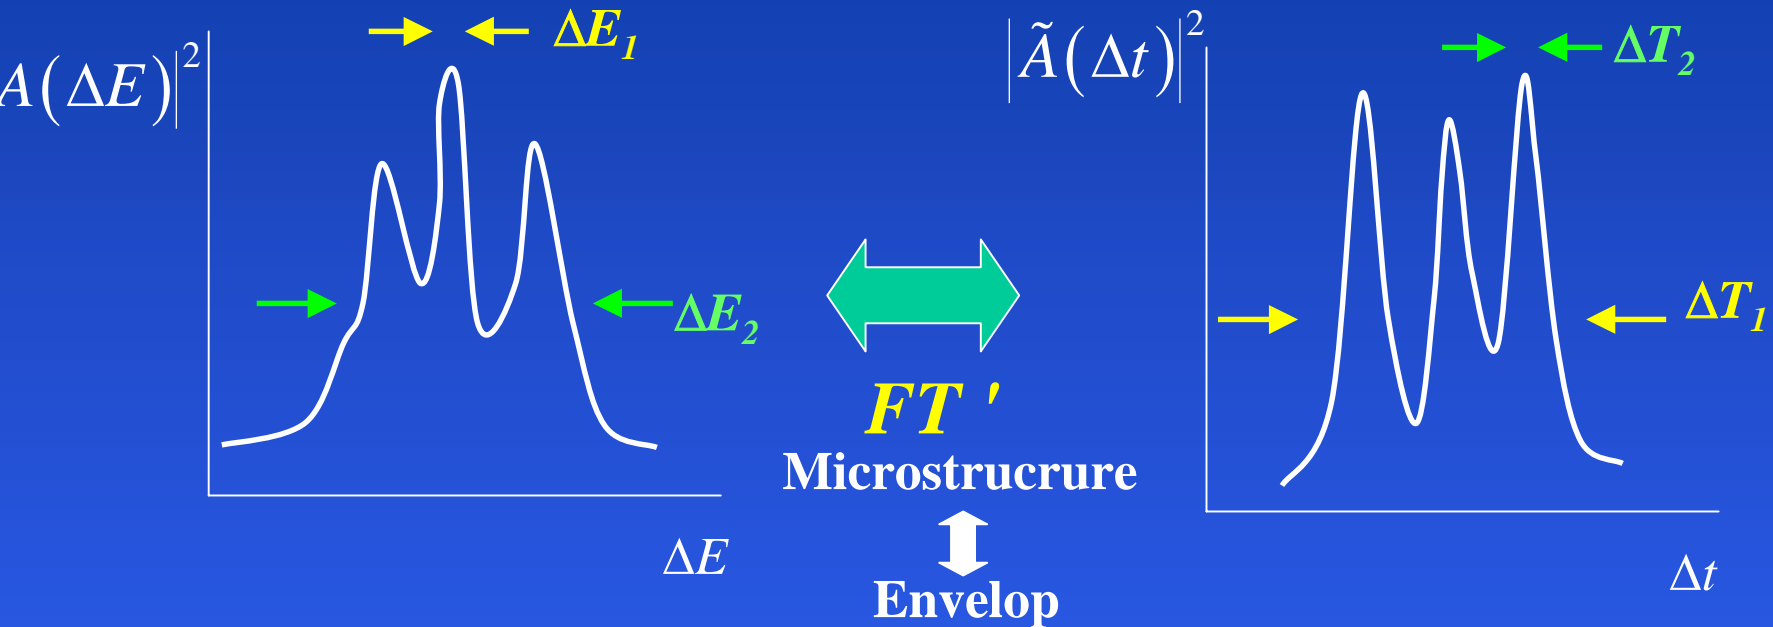 A(ΔE)|²
ΔE₁
ΔE₂
ΔE
FT '
Microstrucrure
Envelop
|Ã(Δt)|²
ΔT₂
ΔT₁
Δt